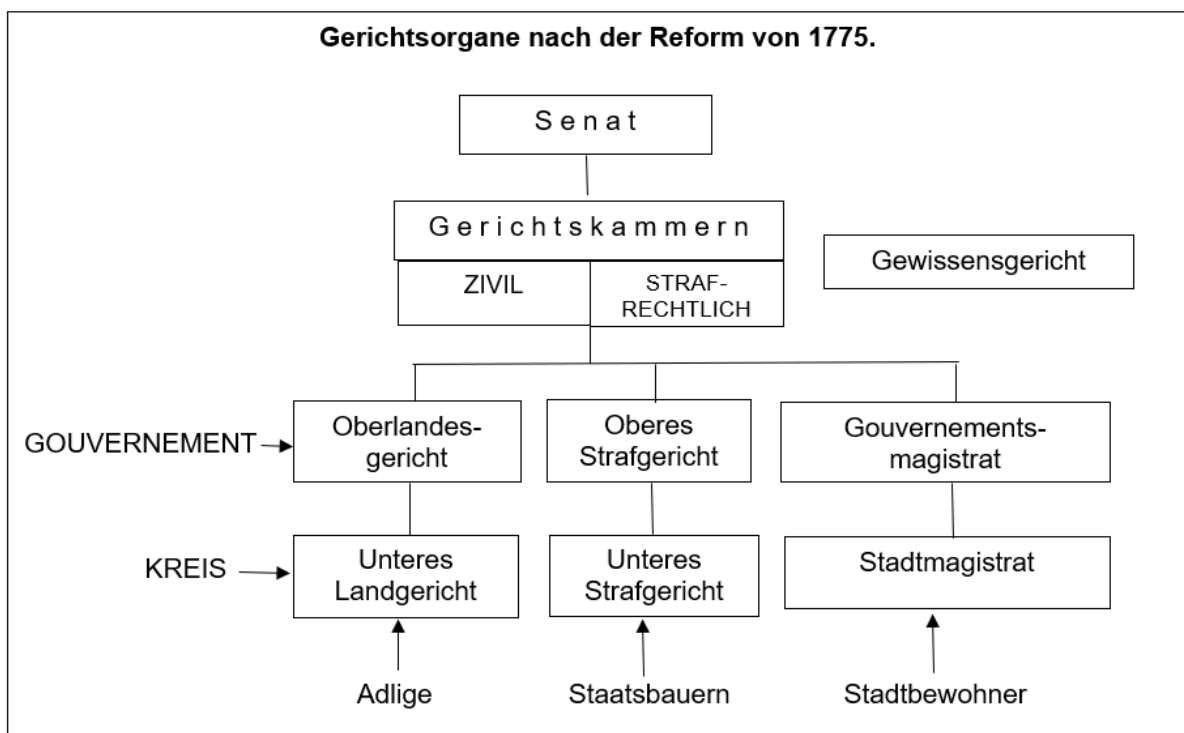 Gerichtsorgane nach der Reform von 1775.
S e n a t
G e r i c h t s k a m m e r n
Gewissensgericht
ZIVIL
STRAF-
RECHTLICH
GOUVERNEMENT
Oberlandes-
gericht
Oberes
Strafgericht
Gouvernements-
magistrat
KREIS
Unteres
Landgericht
Unteres
Strafgericht
Stadtmagistrat
Adlige
Staatsbauern
Stadtbewohner